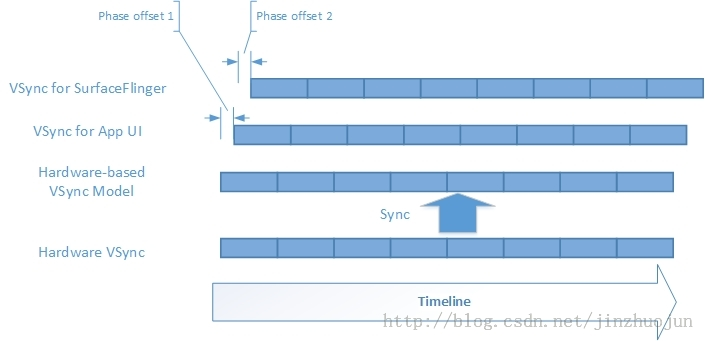 Phase offset 1
Phase offset 2
VSync for SurfaceFlinger
VSync for App UI
Hardware-based
VSync Model
Sync
Hardware VSync
Timeline
http://blog.csdn.net/jinzhuojun